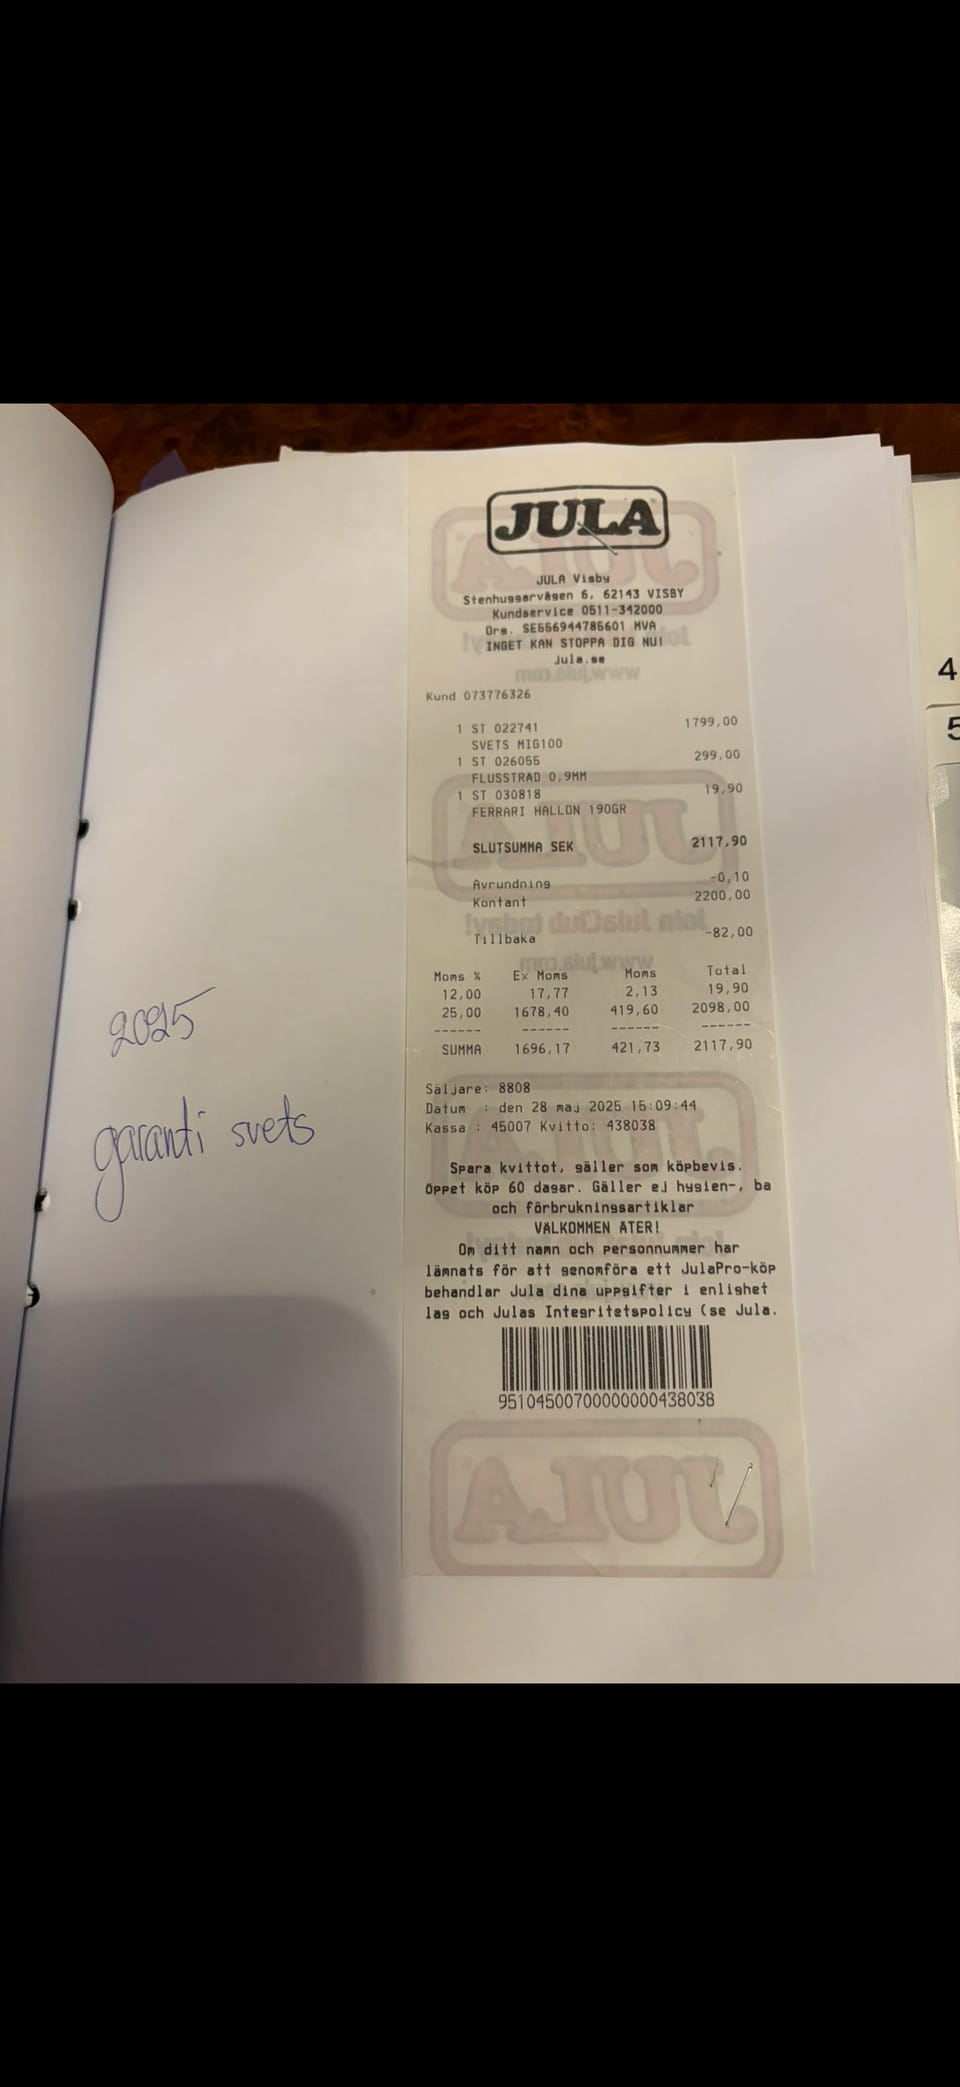 JULA
JULA Visby
Stenhuggarvägen 6, 62143 VISBY
Kundservice 0511-342000
Org. SE556944785601 MVA
INGET KAN STOPPA DIG NU!
Jula.se
Kund 073776326
1 ST 022741 1799,00
SVETS MIG100
1 ST 026055 299,00
FLUSSTRAD 0,9MM
1 ST 030818 19,90
FERRARI HALLON 190GR
SLUTSUMMA SEK 2117,90
Avrundning -0,10
Kontant 2200,00
Tillbaka -82,00
Moms % Ex Moms Moms Total
12,00 17,77 2,13 19,90
25,00 1678,40 419,60 2098,00
------ ------ ------ ------
SUMMA 1696,17 421,73 2117,90
Säljare: 8808
Datum : den 28 maj 2025 15:09:44
Kassa : 45007 Kvitto: 438038
Spara kvittot, gäller som köpbevis.
Öppet köp 60 dagar. Gäller ej hygien-, ba
och förbrukningsartiklar
VÄLKOMMEN ÅTER!
Om ditt namn och personnummer har
lämnats för att genomföra ett JulaPro-köp
behandlar Jula dina uppgifter i enlighet
lag och Julas Integritetspolicy (se Jula.
95104500700000000438038
JULA
2025
garanti svets
4
5